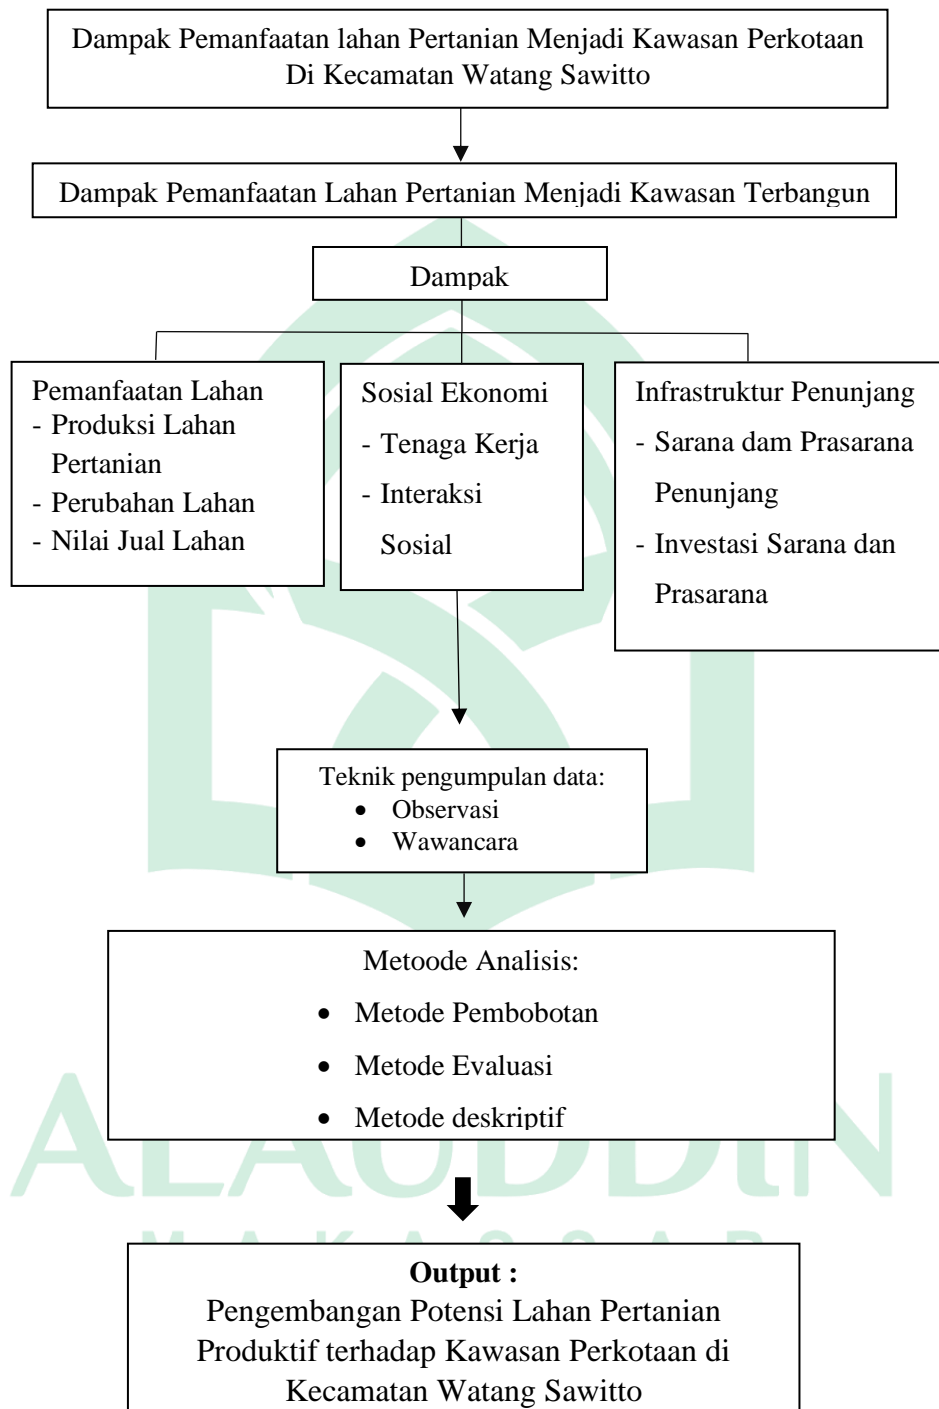 Dampak Pemanfaatan lahan Pertanian Menjadi Kawasan Perkotaan
Di Kecamatan Watang Sawitto
Dampak Pemanfaatan Lahan Pertanian Menjadi Kawasan Terbangun
Dampak
Pemanfaatan Lahan
- Produksi Lahan
Pertanian
- Perubahan Lahan
- Nilai Jual Lahan
Sosial Ekonomi
- Tenaga Kerja
- Interaksi
Sosial
Infrastruktur Penunjang
- Sarana dam Prasarana
Penunjang
- Investasi Sarana dan
Prasarana
Teknik pengumpulan data:
• Observasi
• Wawancara
Metoode Analisis:
• Metode Pembobotan
• Metode Evaluasi
• Metode deskriptif
ALAUDDIN
MAKASSAR
Output :
Pengembangan Potensi Lahan Pertanian
Produktif terhadap Kawasan Perkotaan di
Kecamatan Watang Sawitto